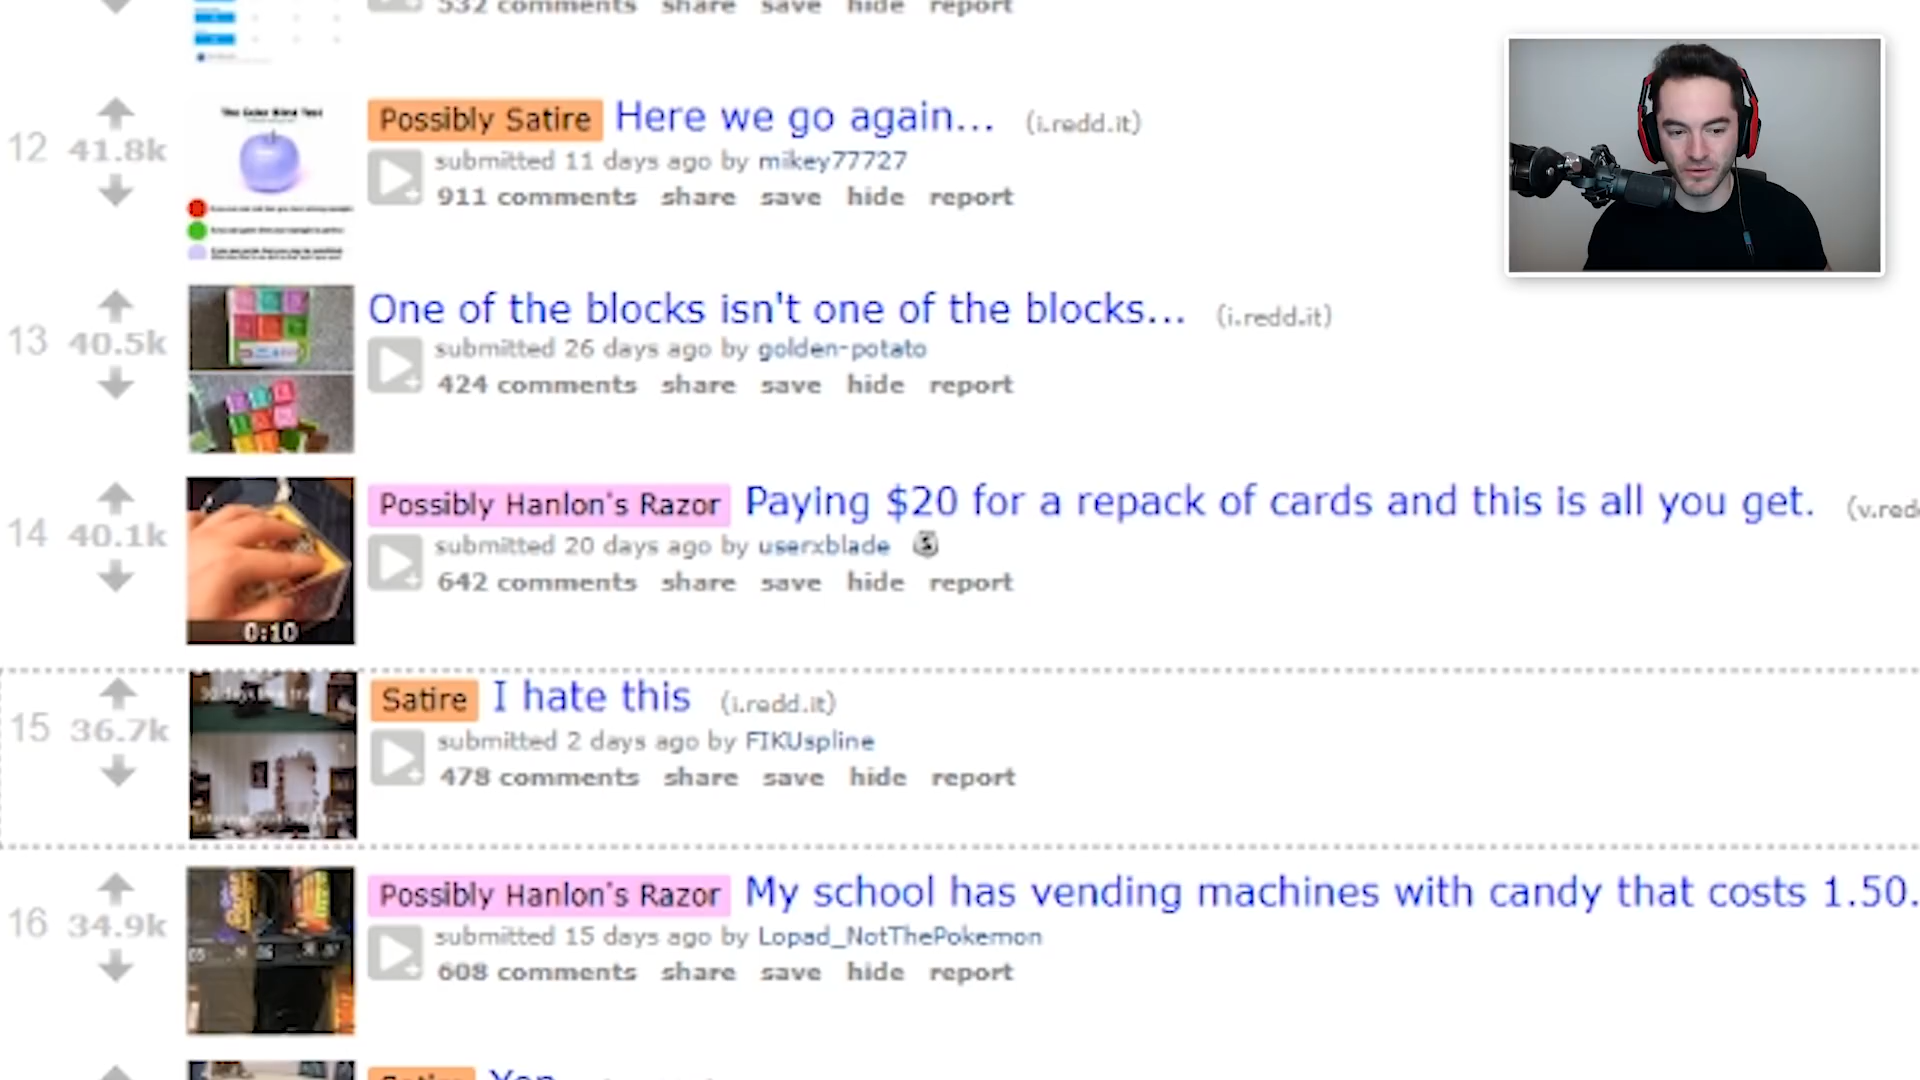 532 comments share save hide report
The Color Blind Test
12 41.8k Possibly Satire Here we go again... (i.redd.it)
submitted 11 days ago by mikey77727
911 comments share save hide report
13 40.5k One of the blocks isn't one of the blocks... (i.redd.it)
submitted 26 days ago by golden-potato
424 comments share save hide report
14 40.1k Possibly Hanlon's Razor Paying $20 for a repack of cards and this is all you get. (v.red
submitted 20 days ago by userxblade
642 comments share save hide report
0:10
15 36.7k Satire I hate this (i.redd.it)
submitted 2 days ago by FIKUspline
478 comments share save hide report
16 34.9k Possibly Hanlon's Razor My school has vending machines with candy that costs 1.50.
submitted 15 days ago by Lopad_NotThePokemon
608 comments share save hide report